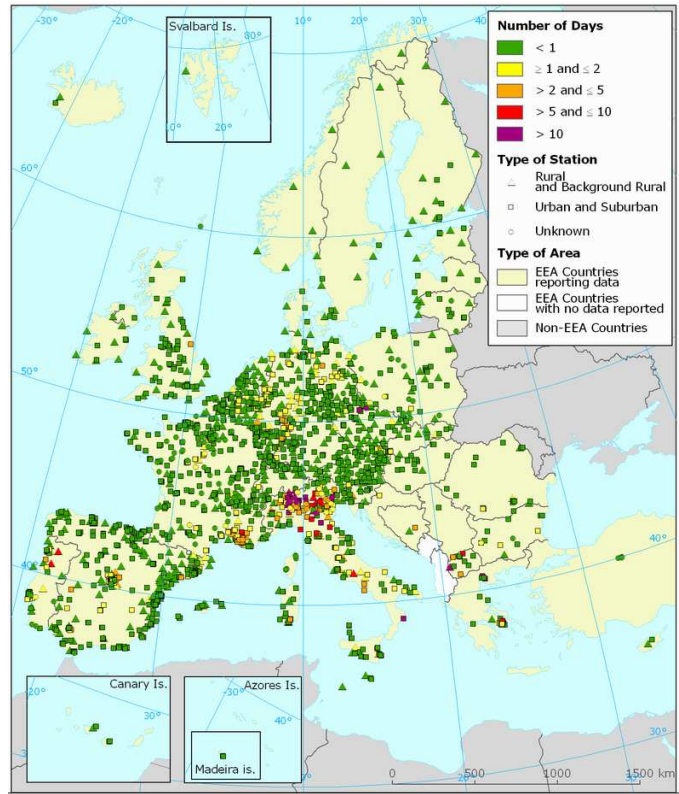 -30°
-20°
-10°
0°
10°
20°
30°
40°
Svalbard Is.
80°
10°
20°
60°
50°
40°
Number of Days
< 1
≥ 1 and ≤ 2
> 2 and ≤ 5
> 5 and ≤ 10
> 10
Type of Station
Rural
and Background Rural
Urban and Suburban
Unknown
Type of Area
EEA Countries
reporting data
EEA Countries
with no data reported
Non-EEA Countries
40°
Canary Is.
20°
30°
Azores Is.
-30°
40°
Madeira is.
30°
0 500 1000 1500 km